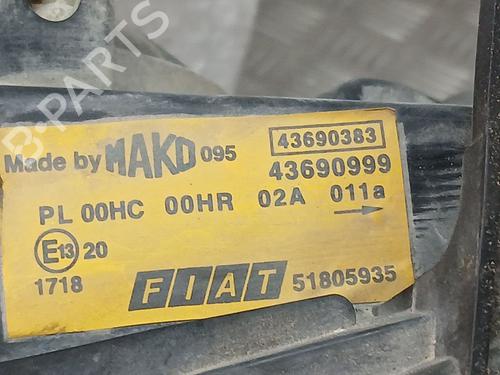 B-PARTS
43690383
Made by MAKO 095
43690999
PL 00HC 00HR 02A 011a
E13 20
1718
FIAT 51805935